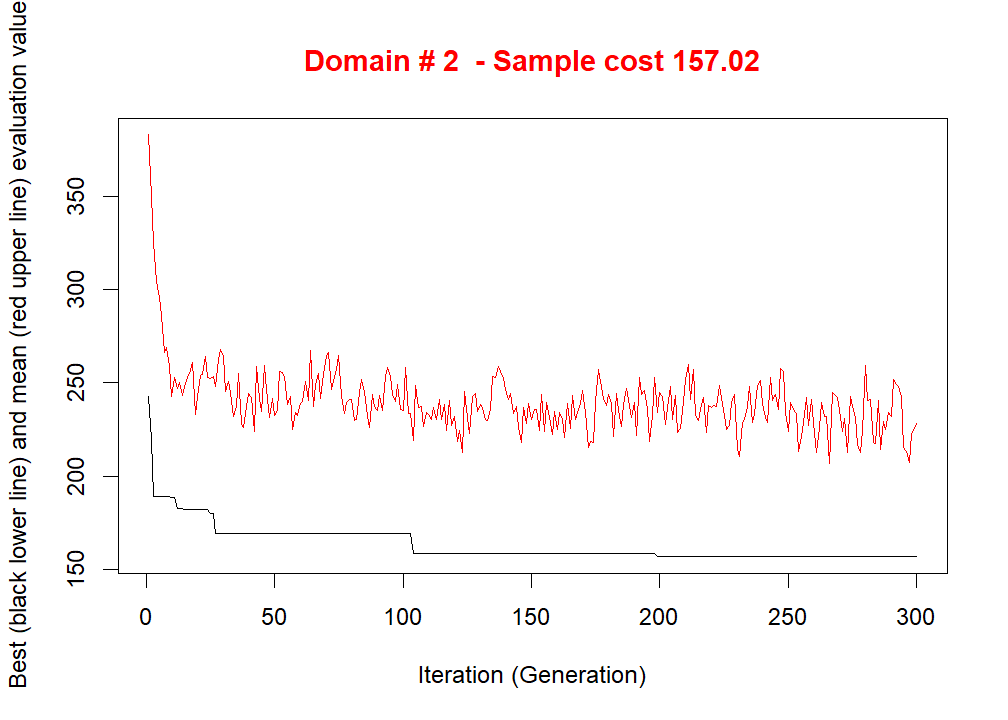 Domain # 2  - Sample cost 157.02
Best (black lower line) and mean (red upper line) evaluation value
350
300
250
200
150
0 50 100 150 200 250 300
Iteration (Generation)